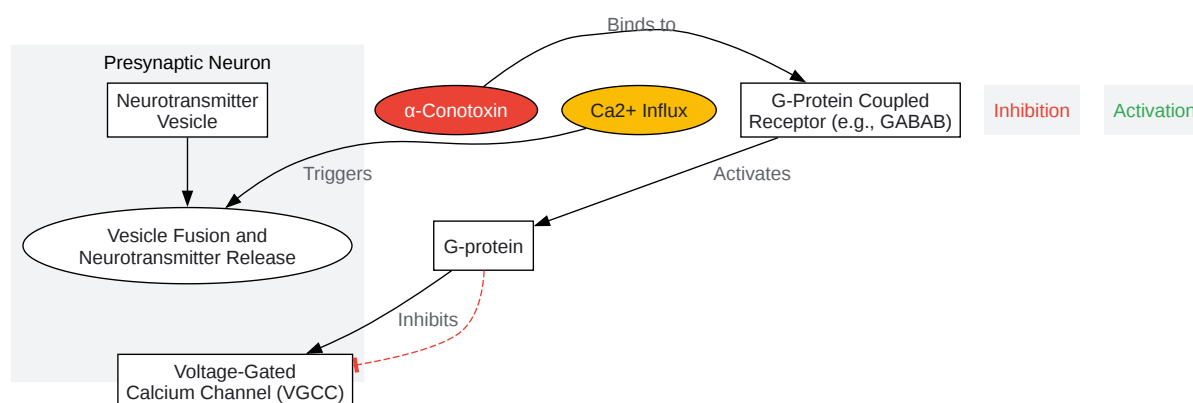 Binds to
Presynaptic Neuron
Neurotransmitter
Vesicle
α-Conotoxin
Ca2+ Influx
G-Protein Coupled
Receptor (e.g., GABAB)
Inhibition
Activation
Triggers
Activates
Vesicle Fusion and
Neurotransmitter Release
G-protein
Inhibits
Voltage-Gated
Calcium Channel (VGCC)